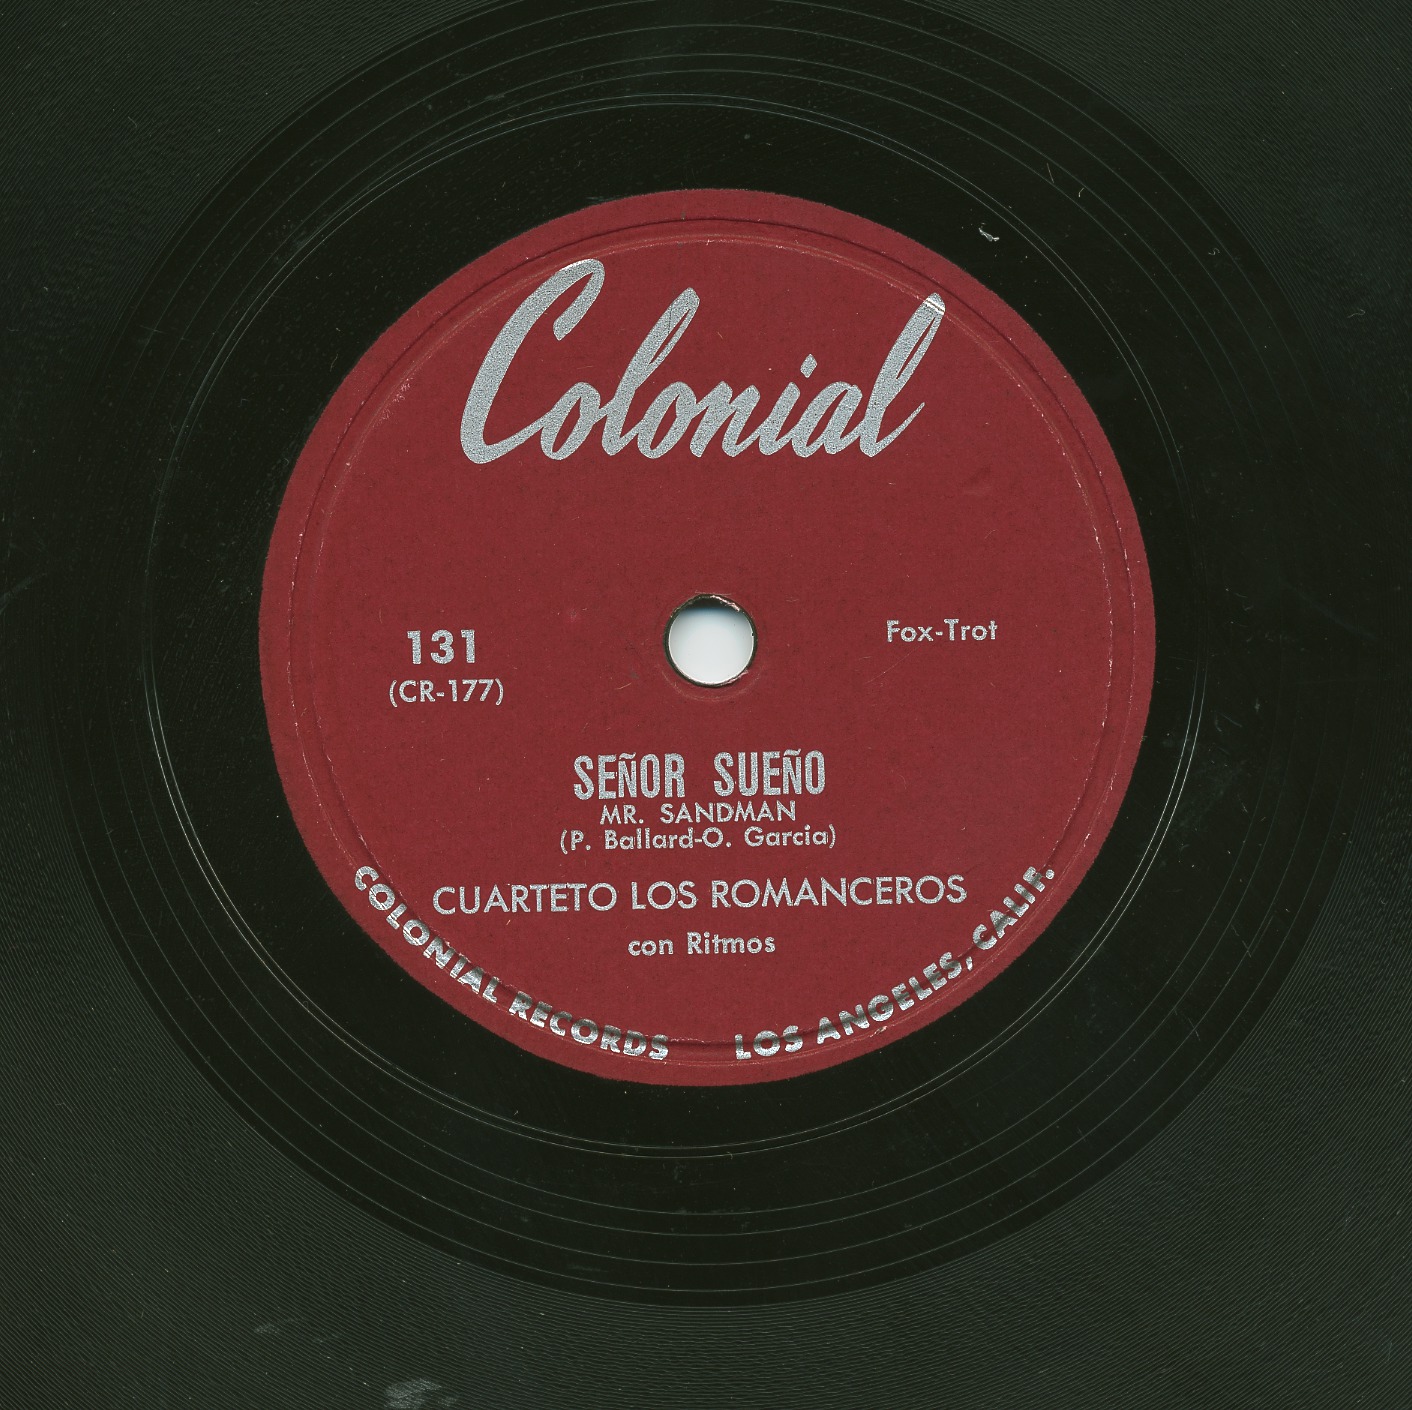 Colonial
131
(CR-177)
Fox-Trot
SEÑOR SUEÑO
MR. SANDMAN
(P. Ballard-O. Garcia)
CUARTETO LOS ROMANCEROS
con Ritmos
COLONIAL RECORDS LOS ANGELES, CALIF.